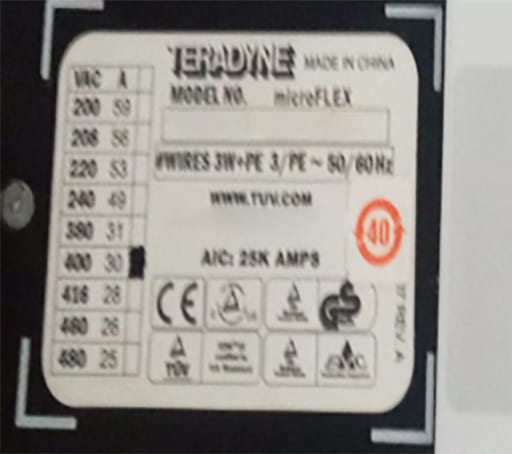 TERADYNE MADE IN CHINA
MODEL NO. microFLEX
#WIRES 3W+PE 3/PE ~ 50/60Hz
WWW.TUV.COM
AIC: 25K AMPS
40
VAC A
200 59
208 56
220 53
240 49
380 31
400 30
416 28
460 26
480 25
CE
TUV
REV A